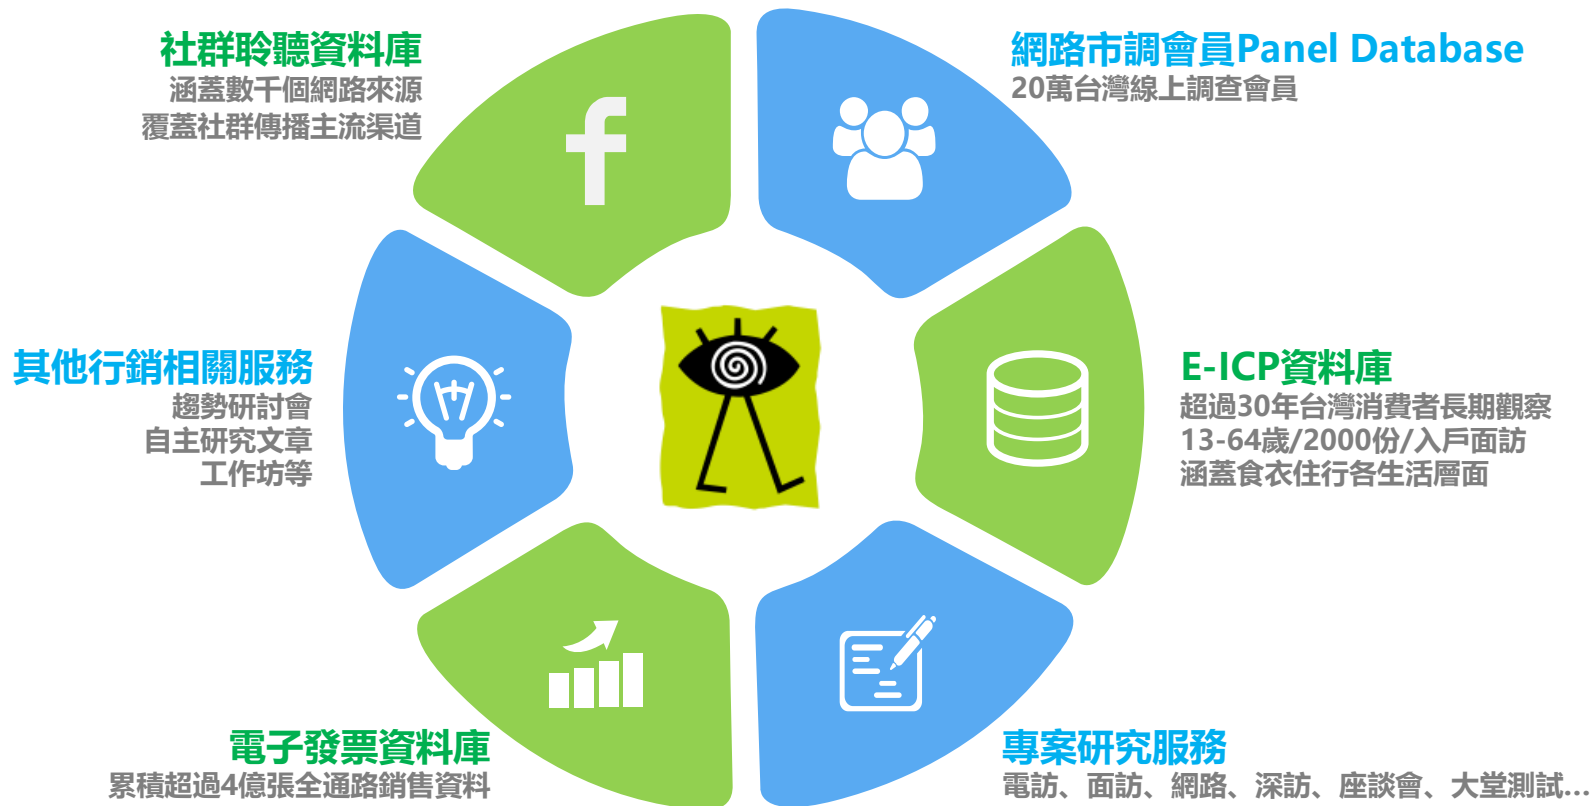 社群聆聽資料庫
涵蓋數千個網路來源
覆蓋社群傳播主流渠道
網路市調會員Panel Database
20萬台灣線上調查會員
其他行銷相關服務
趨勢研討會
自主研究文章
工作坊等
E-ICP資料庫
超過30年台灣消費者長期觀察
13-64歲/2000份/入戶面訪
涵蓋食衣住行各生活層面
電子發票資料庫
累積超過4億張全通路銷售資料
專案研究服務
電訪、面訪、網路、深訪、座談會、大堂測試...